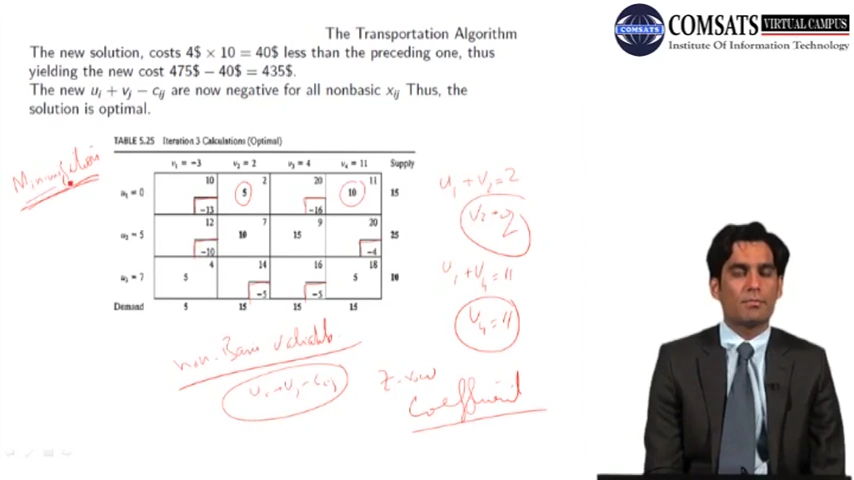 The Transportation Algorithm
COMSATS VIRTUAL CAMPUS
Institute Of Information Technology
The new solution, costs 4$ × 10 = 40$ less than the preceding one, thus
yielding the new cost 475$ − 40$ = 435$.
The new uᵢ + vⱼ − cᵢⱼ are now negative for all nonbasic xᵢⱼ Thus, the
solution is optimal.
TABLE 5.25 Iteration 3 Calculations (Optimal)
v₁ = −3 v₂ = 2 v₃ = 4 v₄ = 11 Supply
10 2 20 11
u₁ = 0 5 10 15
−13 −16
12 7 9 20
u₂ = 5 10 15 25
−10 −4
4 14 16 18
u₃ = 7 5 5 10
−5 −5
Demand 5 15 15 15
u₁ + v₂ = 2
v₂ = 2
u₁ + v₄ = 11
v₄ = 11
uᵢ + vⱼ − cᵢⱼ
z-row
Coefficient